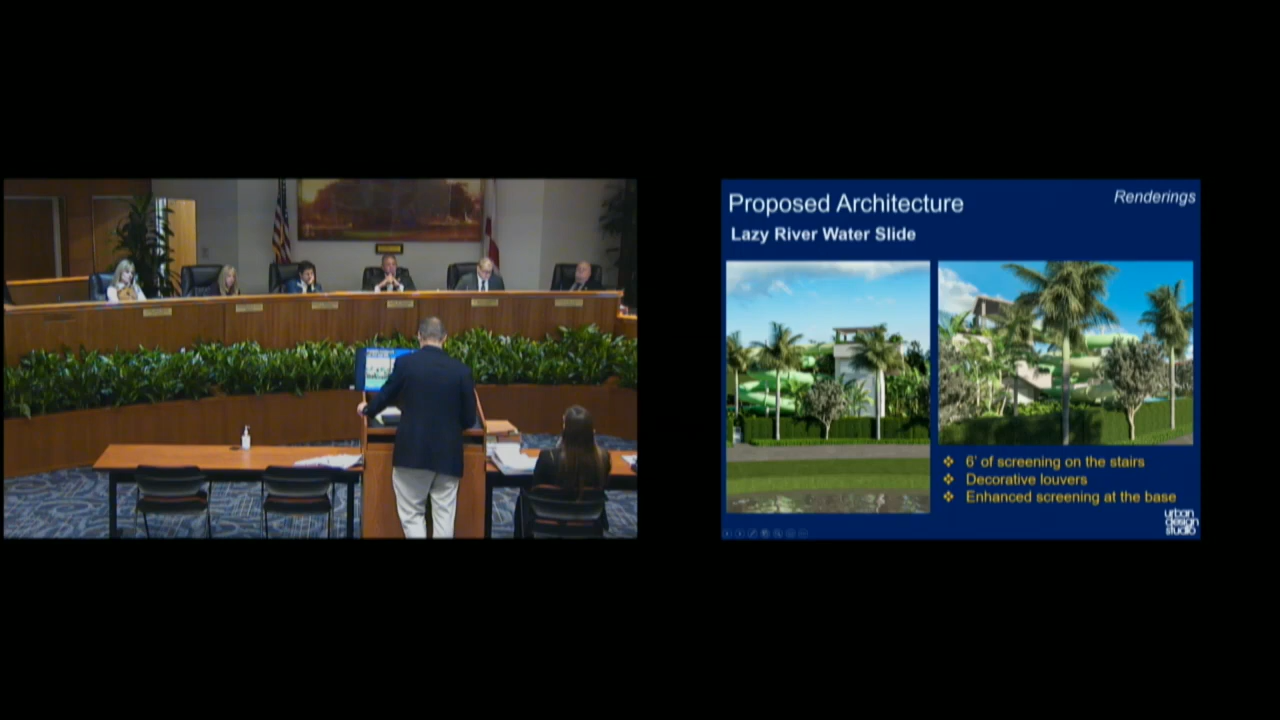 Proposed Architecture
Renderings
Lazy River Water Slide
❖ 6' of screening on the stairs
❖ Decorative louvers
❖ Enhanced screening at the base
urban
design
studio